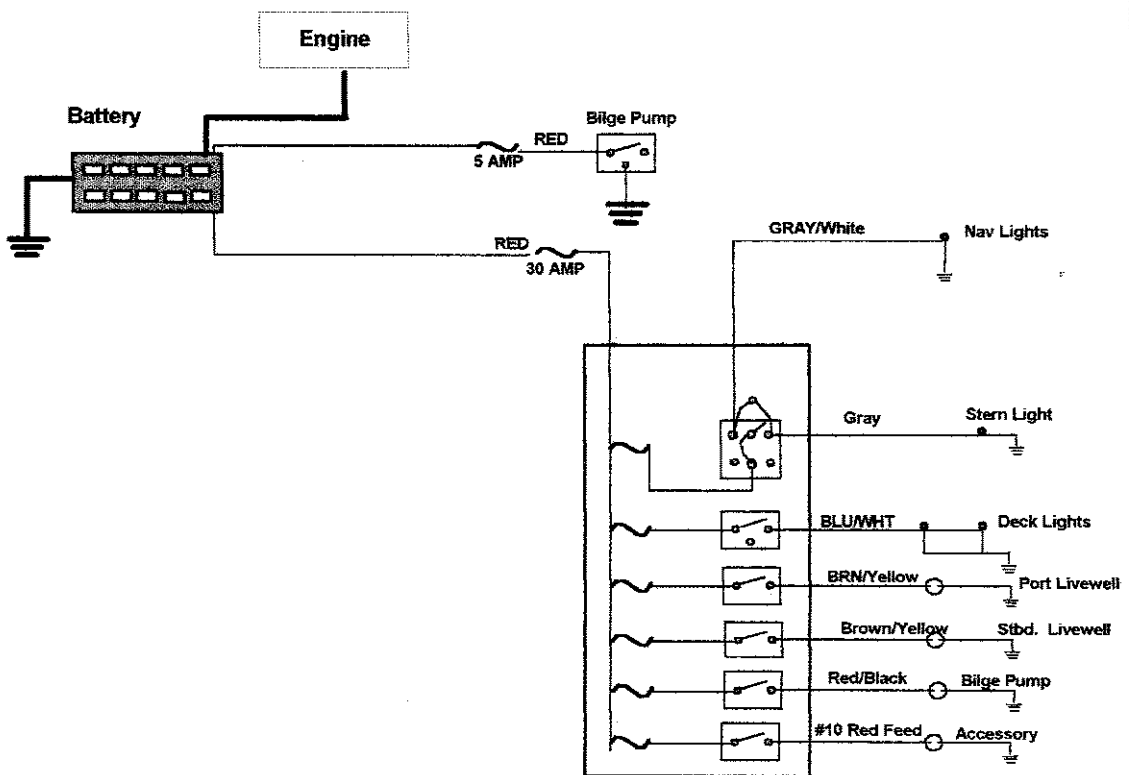 Engine
Battery
Bilge Pump
RED
5 AMP
RED
30 AMP
GRAY/White
Nav Lights
Gray
Stern Light
BLU/WHT
Deck Lights
BRN/Yellow
Port Livewell
Brown/Yellow
Stbd. Livewell
Red/Black
Bilge Pump
#10 Red Feed
Accessory